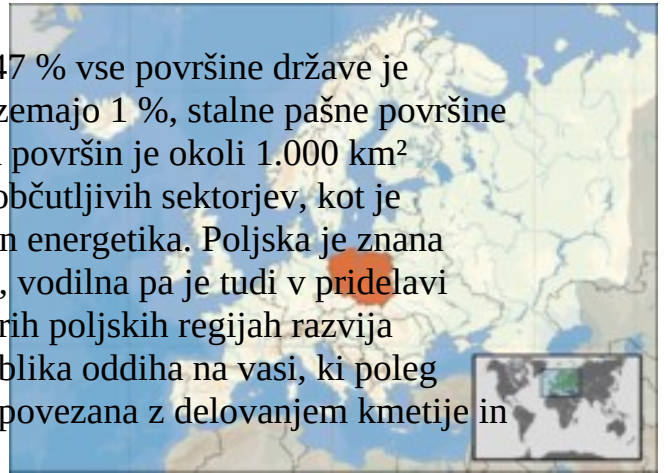 47 % vse površine države je
zemajo 1 %, stalne pašne površine
površin je okoli 1.000 km²
občutljivih sektorjev, kot je
n energetika. Poljska je znana
, vodilna pa je tudi v pridelavi
rih poljskih regijah razvija
blika oddiha na vasi, ki poleg
povezana z delovanjem kmetije in